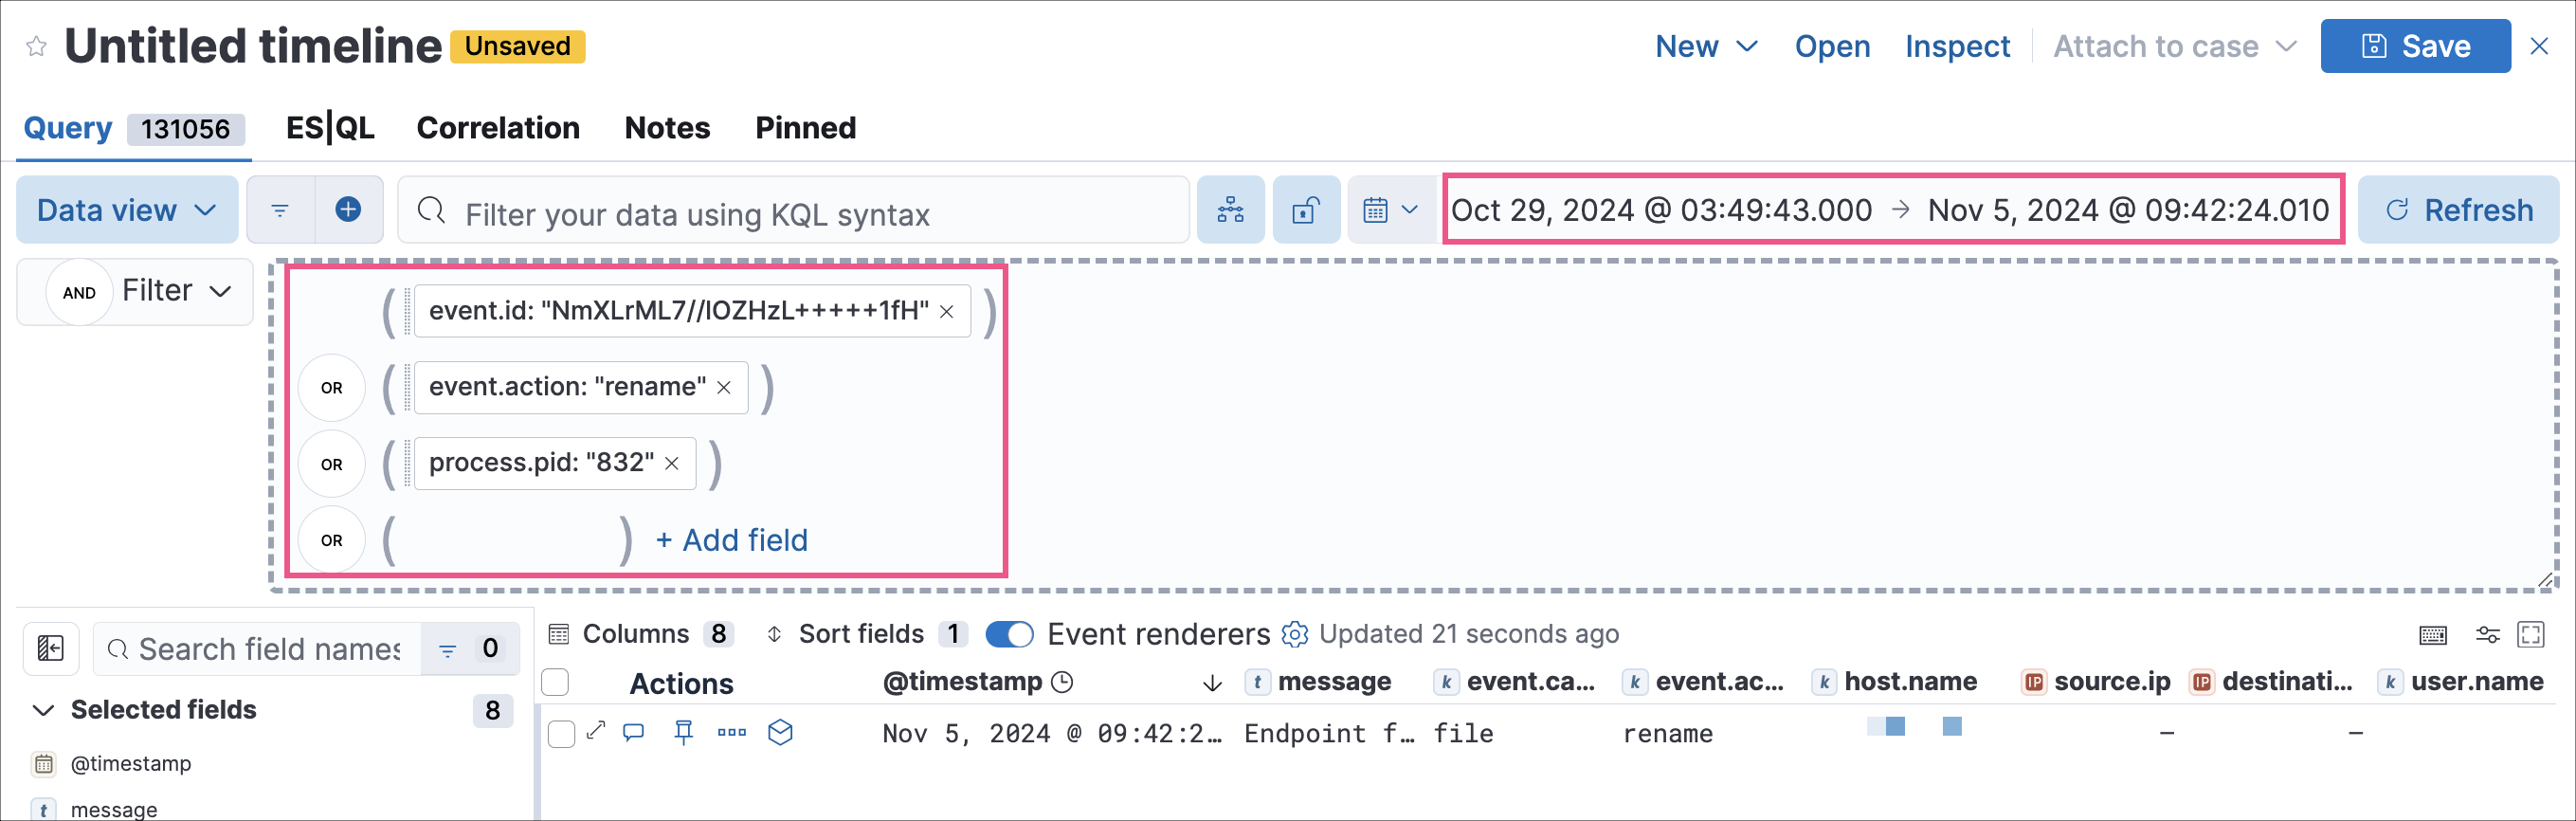 Untitled timeline Unsaved New Open Inspect Attach to case Save
Query 131056 ES|QL Correlation Notes Pinned
Data view Filter your data using KQL syntax Oct 29, 2024 @ 03:49:43.000 → Nov 5, 2024 @ 09:42:24.010 Refresh
AND Filter
( event.id: "NmXLrML7//IOZHzL+++++1fH" × )
OR ( event.action: "rename" × )
OR ( process.pid: "832" × )
OR ( ) + Add field
Search field names 0 Columns 8 Sort fields 1 Event renderers Updated 21 seconds ago
Actions @timestamp t message k event.ca... k event.ac... k host.name IP source.ip IP destinati... k user.name
Selected fields 8
Nov 5, 2024 @ 09:42:2… Endpoint f… file rename — —
@timestamp
t message